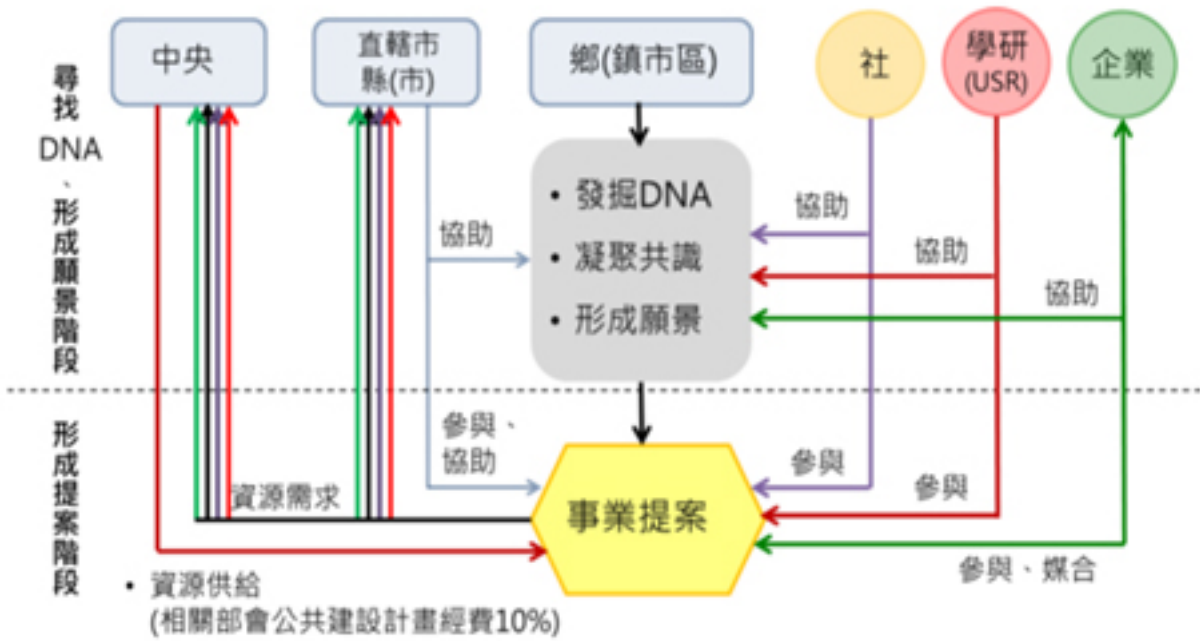 中央
直轄市
縣(市)
鄉(鎮市區)
社
學研
(USR)
企業
尋找
DNA
、
形成願景階段
• 發掘DNA
• 凝聚共識
• 形成願景
協助
協助
協助
協助
形成提案階段
參與、
協助
事業提案
參與
參與
參與、媒合
資源需求
• 資源供給
(相關部會公共建設計畫經費10%)